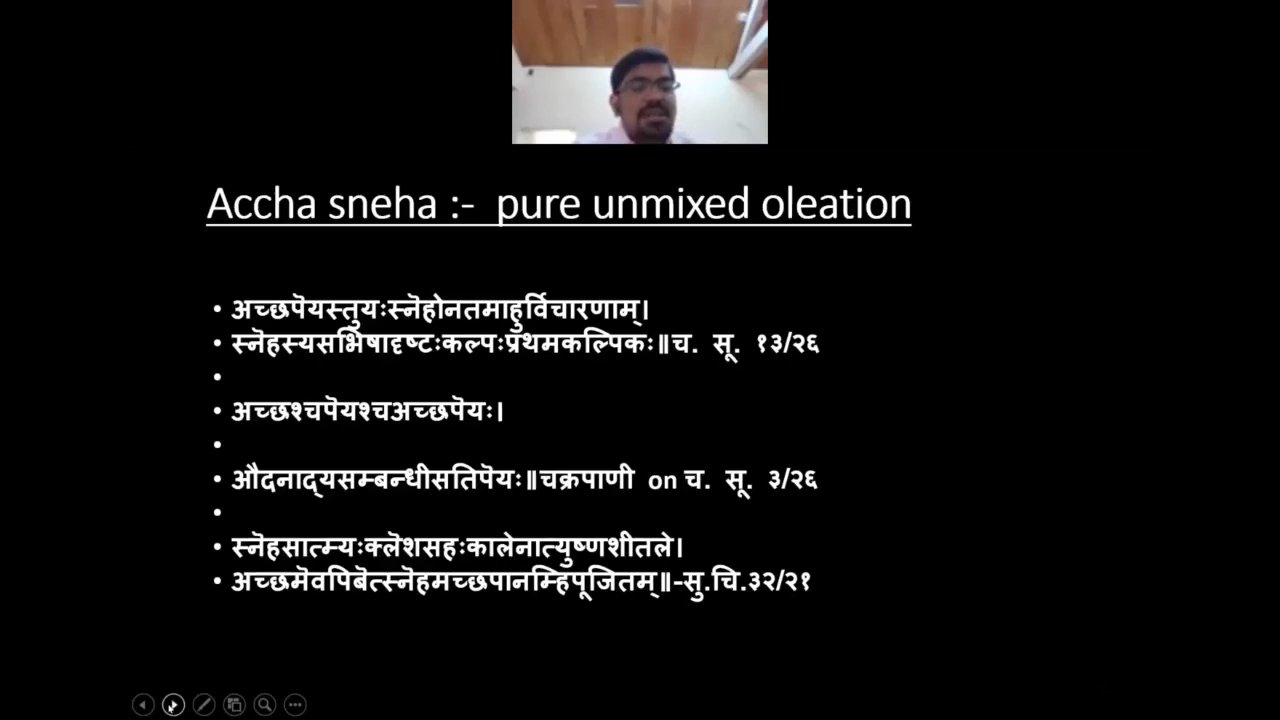 Accha sneha :- pure unmixed oleation
• अच्छपॆयस्तुयःस्नॆहोनतमाहुर्विचारणाम्।
• स्नॆहस्यसभिषाद्दष्टःकल्पःप्रॅथमकल्पिकः॥च. सू. १३/२६
•
• अच्छश्चपॆयश्चअच्छपॆयः।
•
• औदनाद्यसम्बन्धीसतिपॆयः॥चक्रपाणी on च. सू. ३/२६
•
• स्नॆहसात्म्यःक्लॆशसहःकालेनात्युष्णशीतले।
• अच्छमॆवपिबॆत्स्नॆहमच्छपानम्हिपूजितम्॥-सु.चि.३२/२१